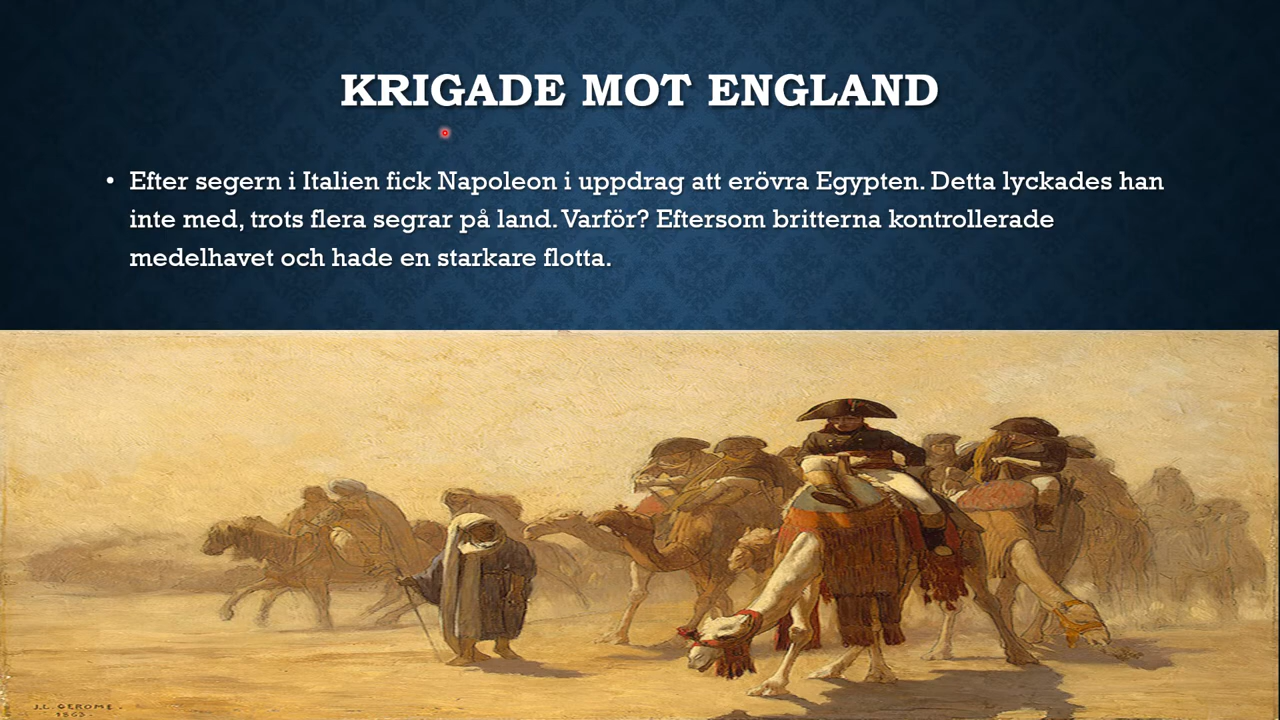 KRIGADE MOT ENGLAND
• Efter segern i Italien fick Napoleon i uppdrag att erövra Egypten. Detta lyckades han
inte med, trots flera segrar på land. Varför? Eftersom britterna kontrollerade
medelhavet och hade en starkare flotta.
J.L. GEROME.
1863.